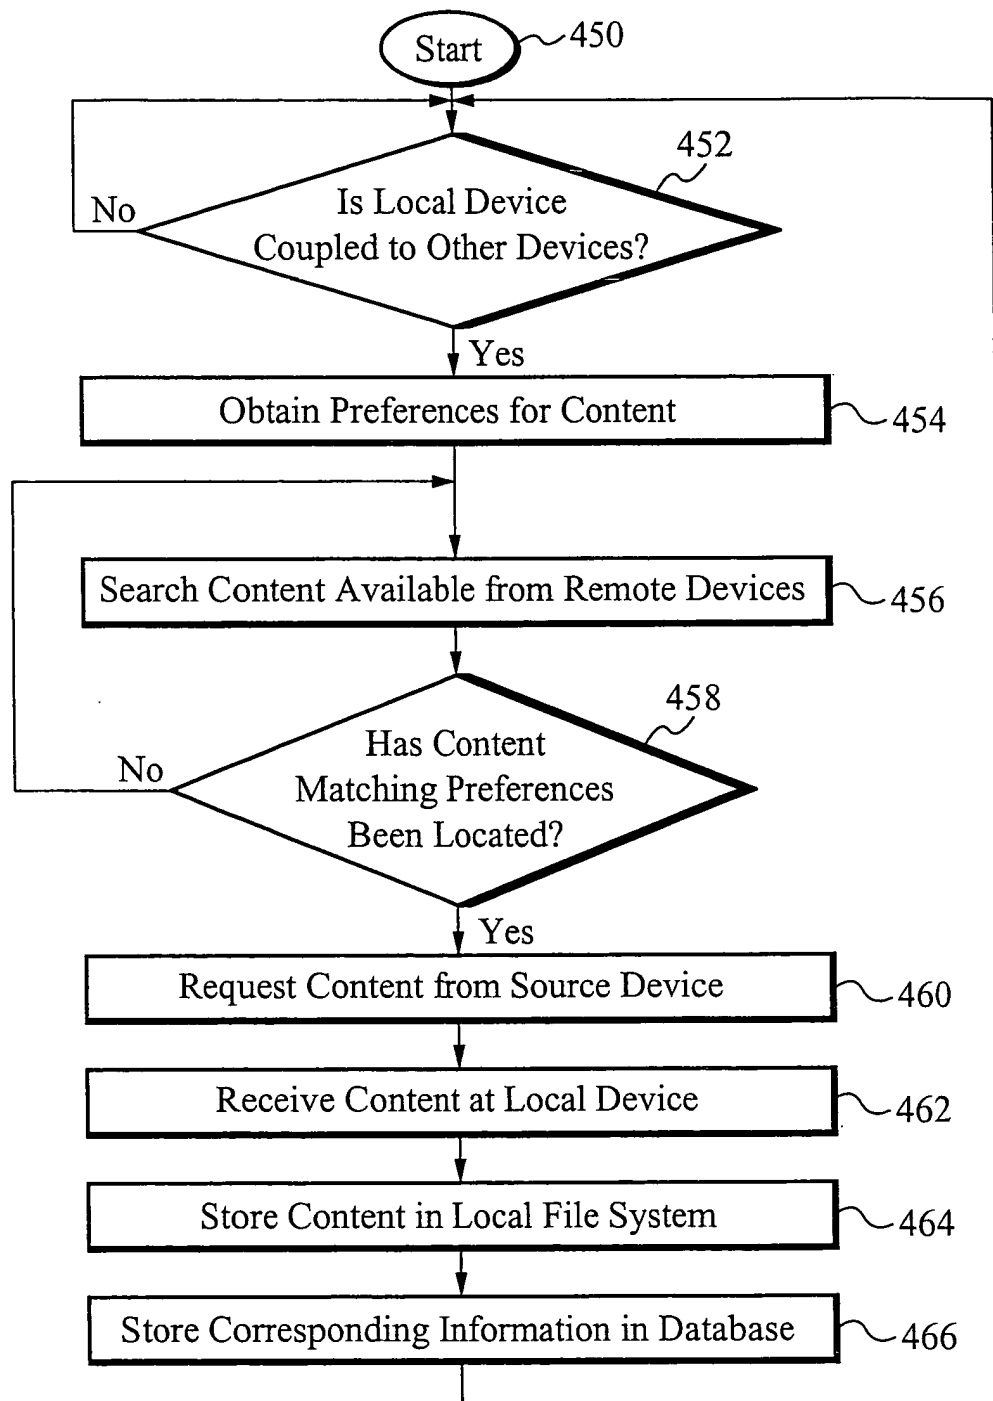 Start
450
452
Is Local Device
Coupled to Other Devices?
No
Yes
Obtain Preferences for Content
454
Search Content Available from Remote Devices
456
458
Has Content
Matching Preferences
Been Located?
No
Yes
Request Content from Source Device
460
Receive Content at Local Device
462
Store Content in Local File System
464
Store Corresponding Information in Database
466